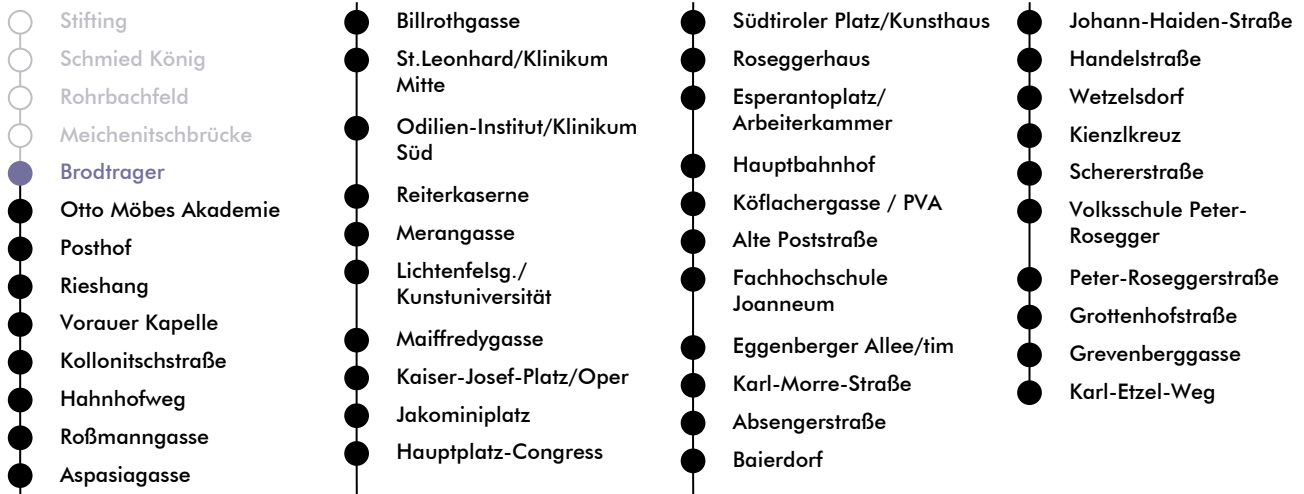 Stifting
Schmied König
Rohrbachfeld
Meichenitschbrücke
Brodtrager
Otto Möbes Akademie
Posthof
Rieshang
Vorauer Kapelle
Kollonitschstraße
Hahnhofweg
Roßmanngasse
Aspasiagasse
Billrothgasse
St.Leonhard/Klinikum
Mitte
Odilien-Institut/Klinikum
Süd
Reiterkaserne
Merangasse
Lichtenfelsg./
Kunstuniversität
Maiffredygasse
Kaiser-Josef-Platz/Oper
Jakominiplatz
Hauptplatz-Congress
Südtiroler Platz/Kunsthaus
Roseggerhaus
Esperantoplatz/
Arbeiterkammer
Hauptbahnhof
Köflachergasse / PVA
Alte Poststraße
Fachhochschule
Joanneum
Eggenberger Allee/tim
Karl-Morre-Straße
Absengerstraße
Baierdorf
Johann-Haiden-Straße
Handelstraße
Wetzelsdorf
Kienzlkreuz
Schererstraße
Volksschule Peter-
Rosegger
Peter-Roseggerstraße
Grottenhofstraße
Grevenberggasse
Karl-Etzel-Weg